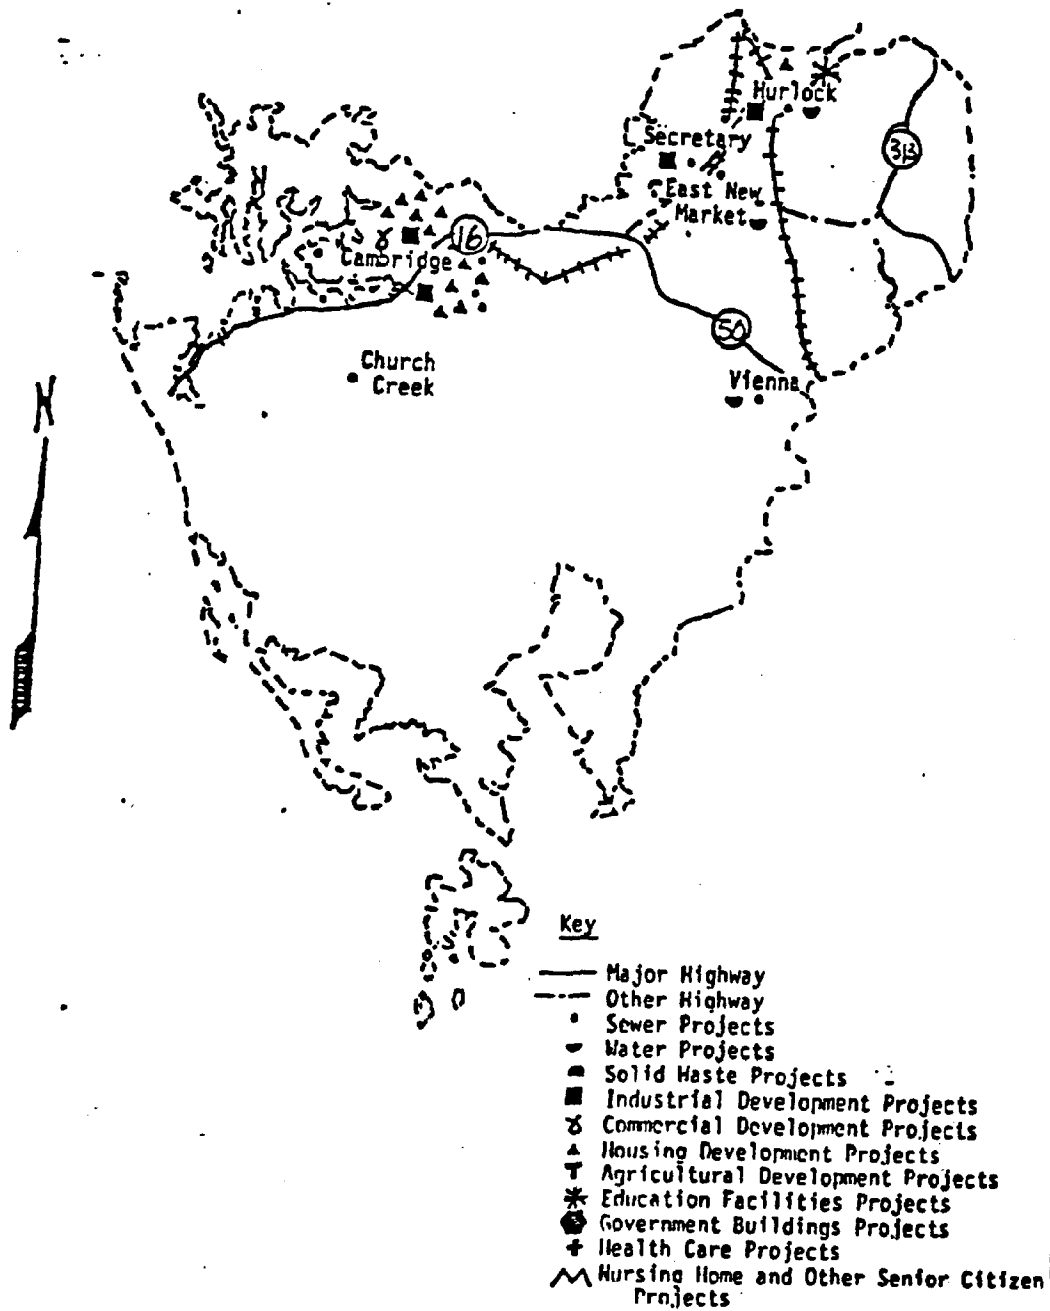 Hurlock
Secretary
313
East New
Market
16
Cambridge
50
Church
Creek
Vienna
N
Key
Major Highway
Other Highway
Sewer Projects
Water Projects
Solid Waste Projects
Industrial Development Projects
Commercial Development Projects
Housing Development Projects
Agricultural Development Projects
Education Facilities Projects
Government Buildings Projects
Health Care Projects
Nursing Home and Other Senior Citizen
Projects